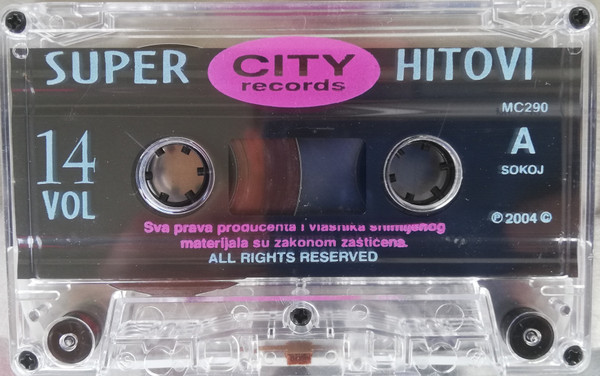 SUPER CITY HITOVI
records
MC290
14 A
VOL SOKOJ
℗ 2004 ©
Sva prava producenta i vlasnika snimljenog
materijala su zakonom zaštićena.
ALL RIGHTS RESERVED